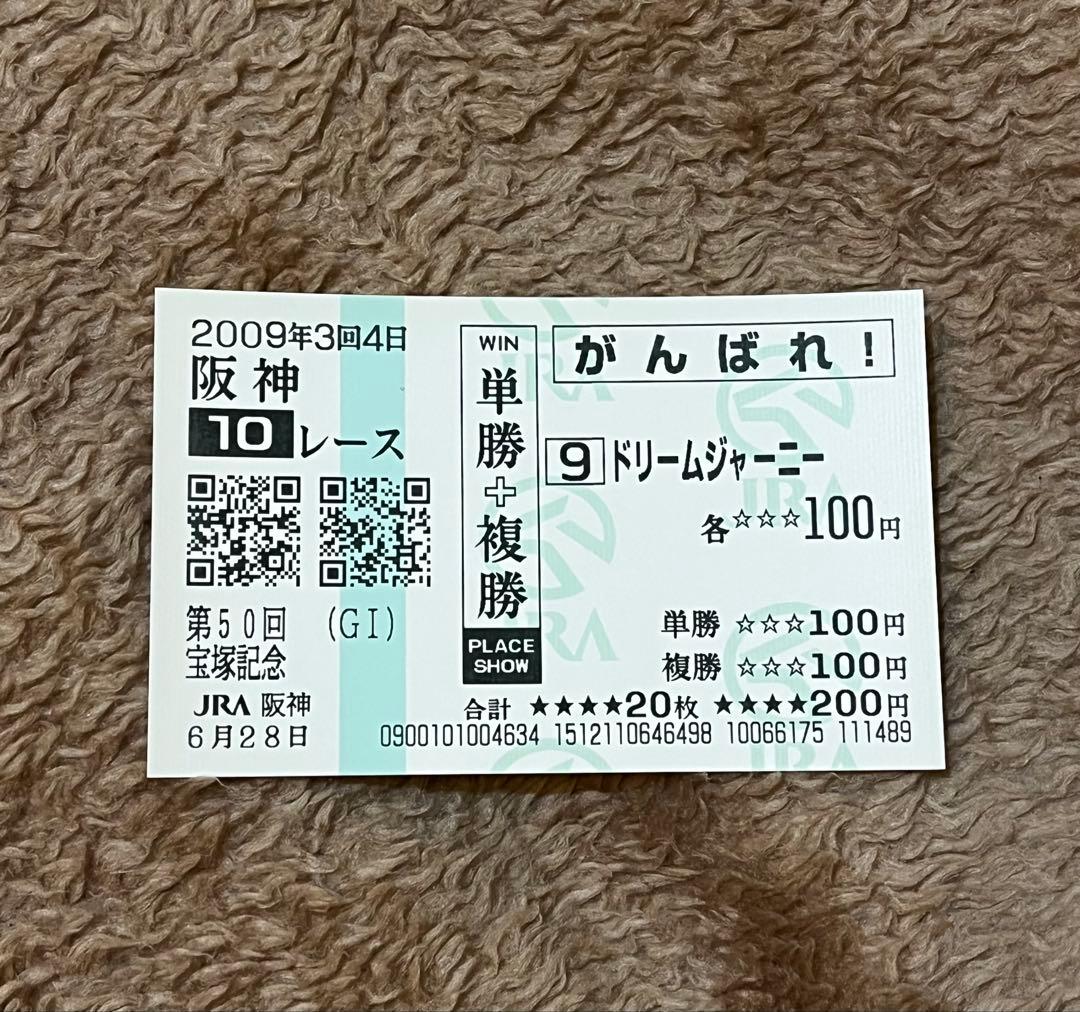 2009年3回4日
阪神
10レース
第50回 (GI)
宝塚記念
JRA 阪神
6月28日
WIN
単勝+複勝
PLACE
SHOW
がんばれ!
9 ドリームジャーニー
各☆☆☆100円
単勝 ☆☆☆100円
複勝 ☆☆☆100円
合計 ★★★★20枚 ★★★★200円
0900101004634 1512110646498 10066175 111489
JRA
JRA
JRA
JRA